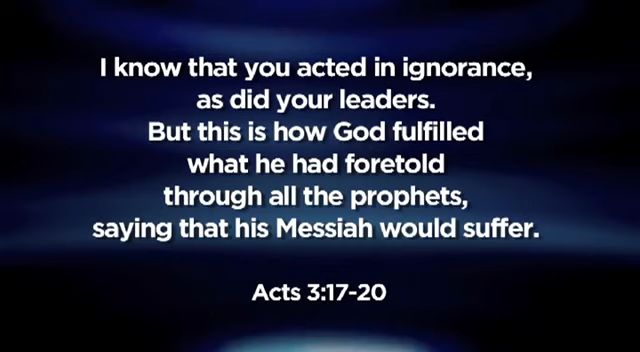 I know that you acted in ignorance,
as did your leaders.
But this is how God fulfilled
what he had foretold
through all the prophets,
saying that his Messiah would suffer.
Acts 3:17-20